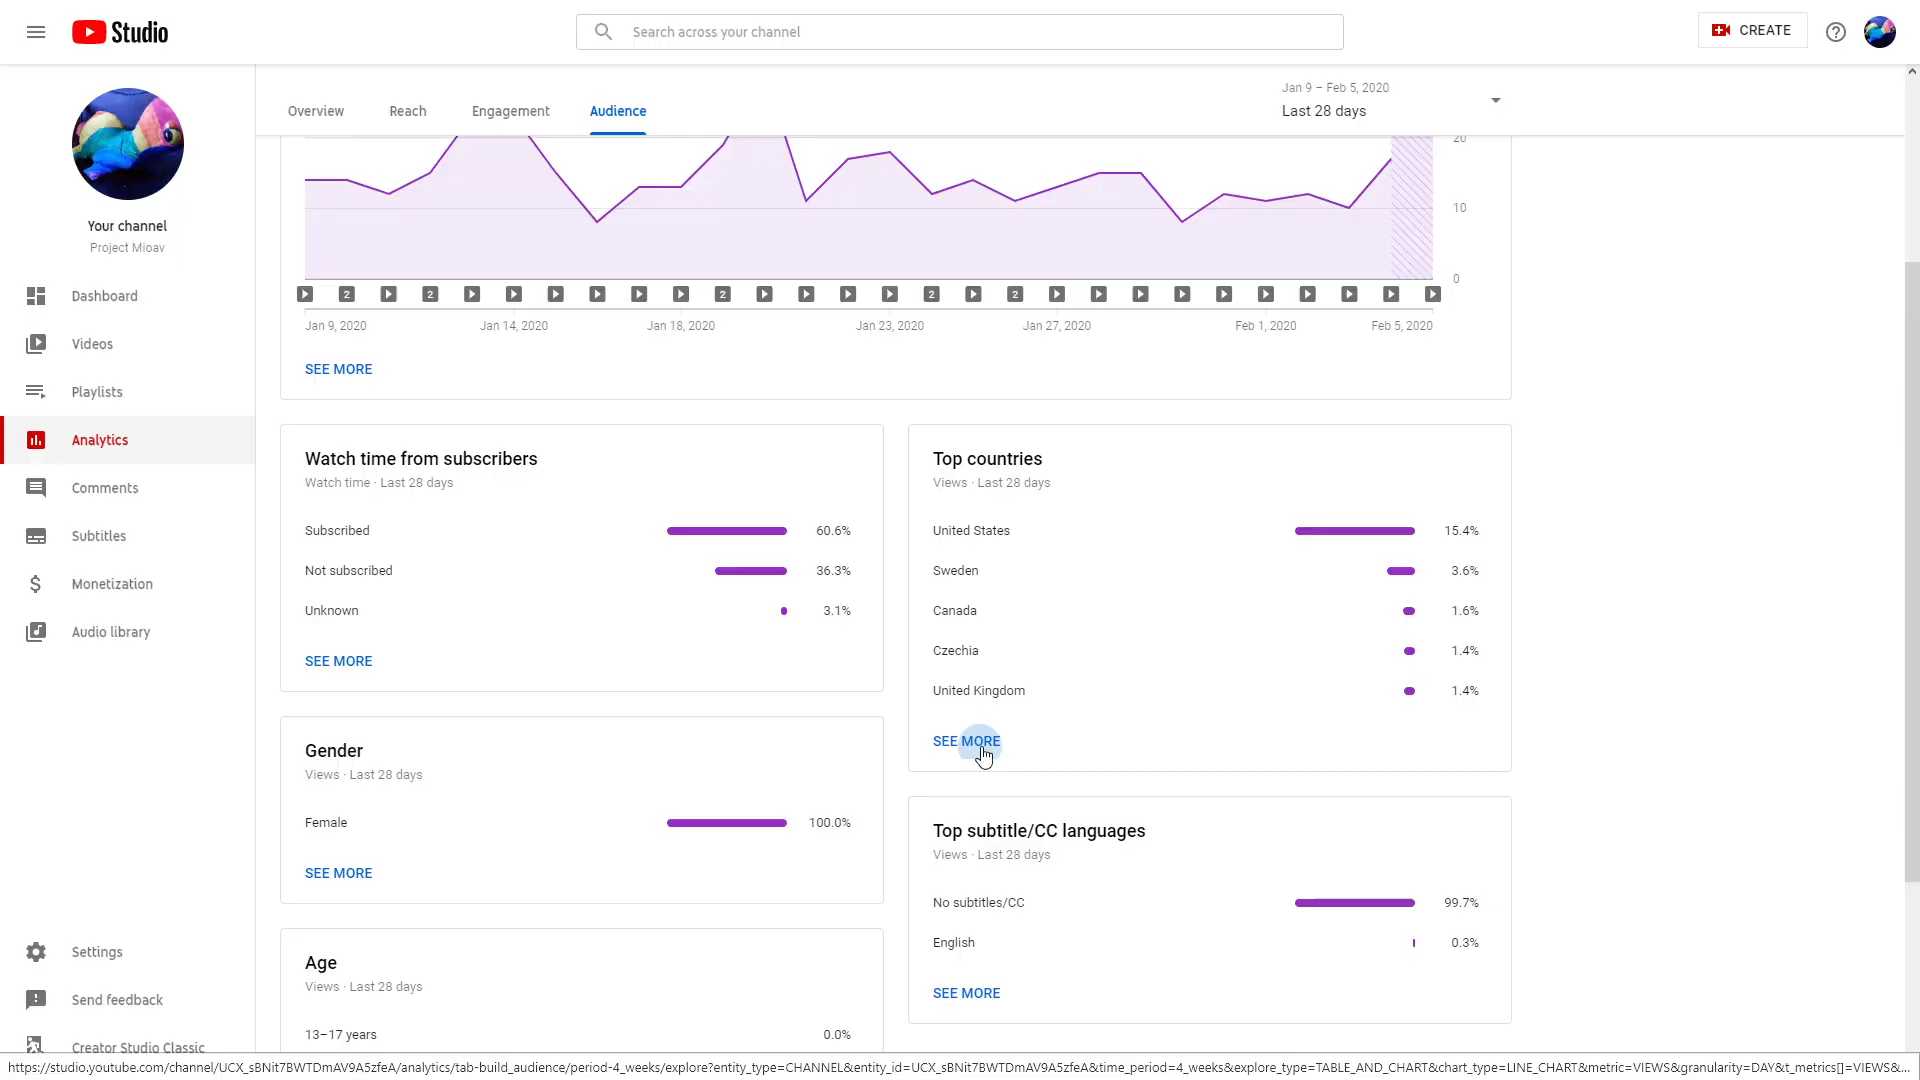 Studio
Search across your channel
CREATE
Your channel
Project Mioav
Dashboard
Videos
Playlists
Analytics
Comments
Subtitles
Monetization
Audio library
Settings
Send feedback
Creator Studio Classic
Overview
Reach
Engagement
Audience
Jan 9 – Feb 5, 2020
Last 28 days
20
10
0
2
2
2
2
2
Jan 9, 2020
Jan 14, 2020
Jan 18, 2020
Jan 23, 2020
Jan 27, 2020
Feb 1, 2020
Feb 5, 2020
SEE MORE
Watch time from subscribers
Watch time · Last 28 days
Subscribed 60.6%
Not subscribed 36.3%
Unknown 3.1%
SEE MORE
Gender
Views · Last 28 days
Female 100.0%
SEE MORE
Age
Views · Last 28 days
13–17 years 0.0%
Top countries
Views · Last 28 days
United States 15.4%
Sweden 3.6%
Canada 1.6%
Czechia 1.4%
United Kingdom 1.4%
SEE MORE
Top subtitle/CC languages
Views · Last 28 days
No subtitles/CC 99.7%
English 0.3%
SEE MORE
https://studio.youtube.com/channel/UCX_sBNit7BWTDmAV9A5zfeA/analytics/tab-build_audience/period-4_weeks/explore?entity_type=CHANNEL&entity_id=UCX_sBNit7BWTDmAV9A5zfeA&time_period=4_weeks&explore_type=TABLE_AND_CHART&chart_type=LINE_CHART&metric=VIEWS&granularity=DAY&t_metrics[]=VIEWS&...